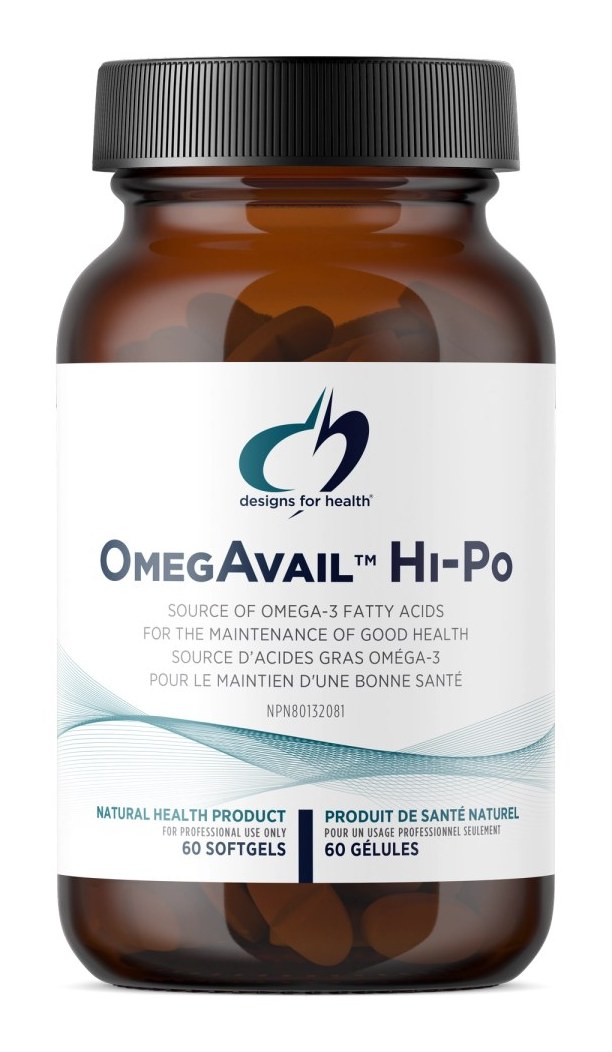 designs for health®
OMEGAVAIL™ HI-PO
SOURCE OF OMEGA-3 FATTY ACIDS
FOR THE MAINTENANCE OF GOOD HEALTH
SOURCE D'ACIDES GRAS OMÉGA-3
POUR LE MAINTIEN D'UNE BONNE SANTÉ
NPN80132081
NATURAL HEALTH PRODUCT
FOR PROFESSIONAL USE ONLY
60 SOFTGELS
PRODUIT DE SANTÉ NATUREL
POUR UN USAGE PROFESSIONNEL SEULEMENT
60 GÉLULES